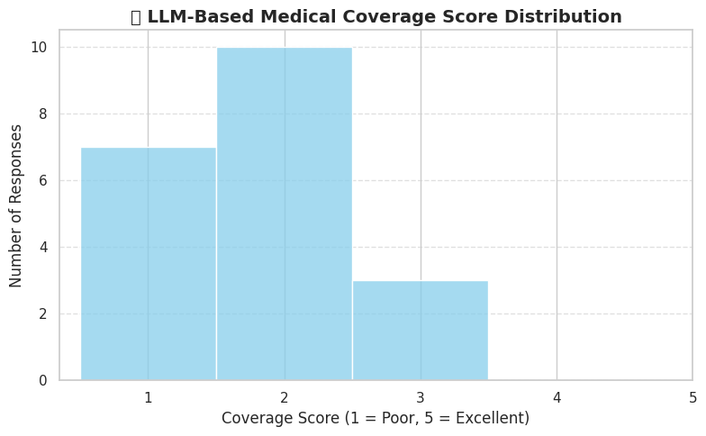 LLM-Based Medical Coverage Score Distribution
10
8
6
4
2
0
Number of Responses
1 2 3 4 5
Coverage Score (1 = Poor, 5 = Excellent)